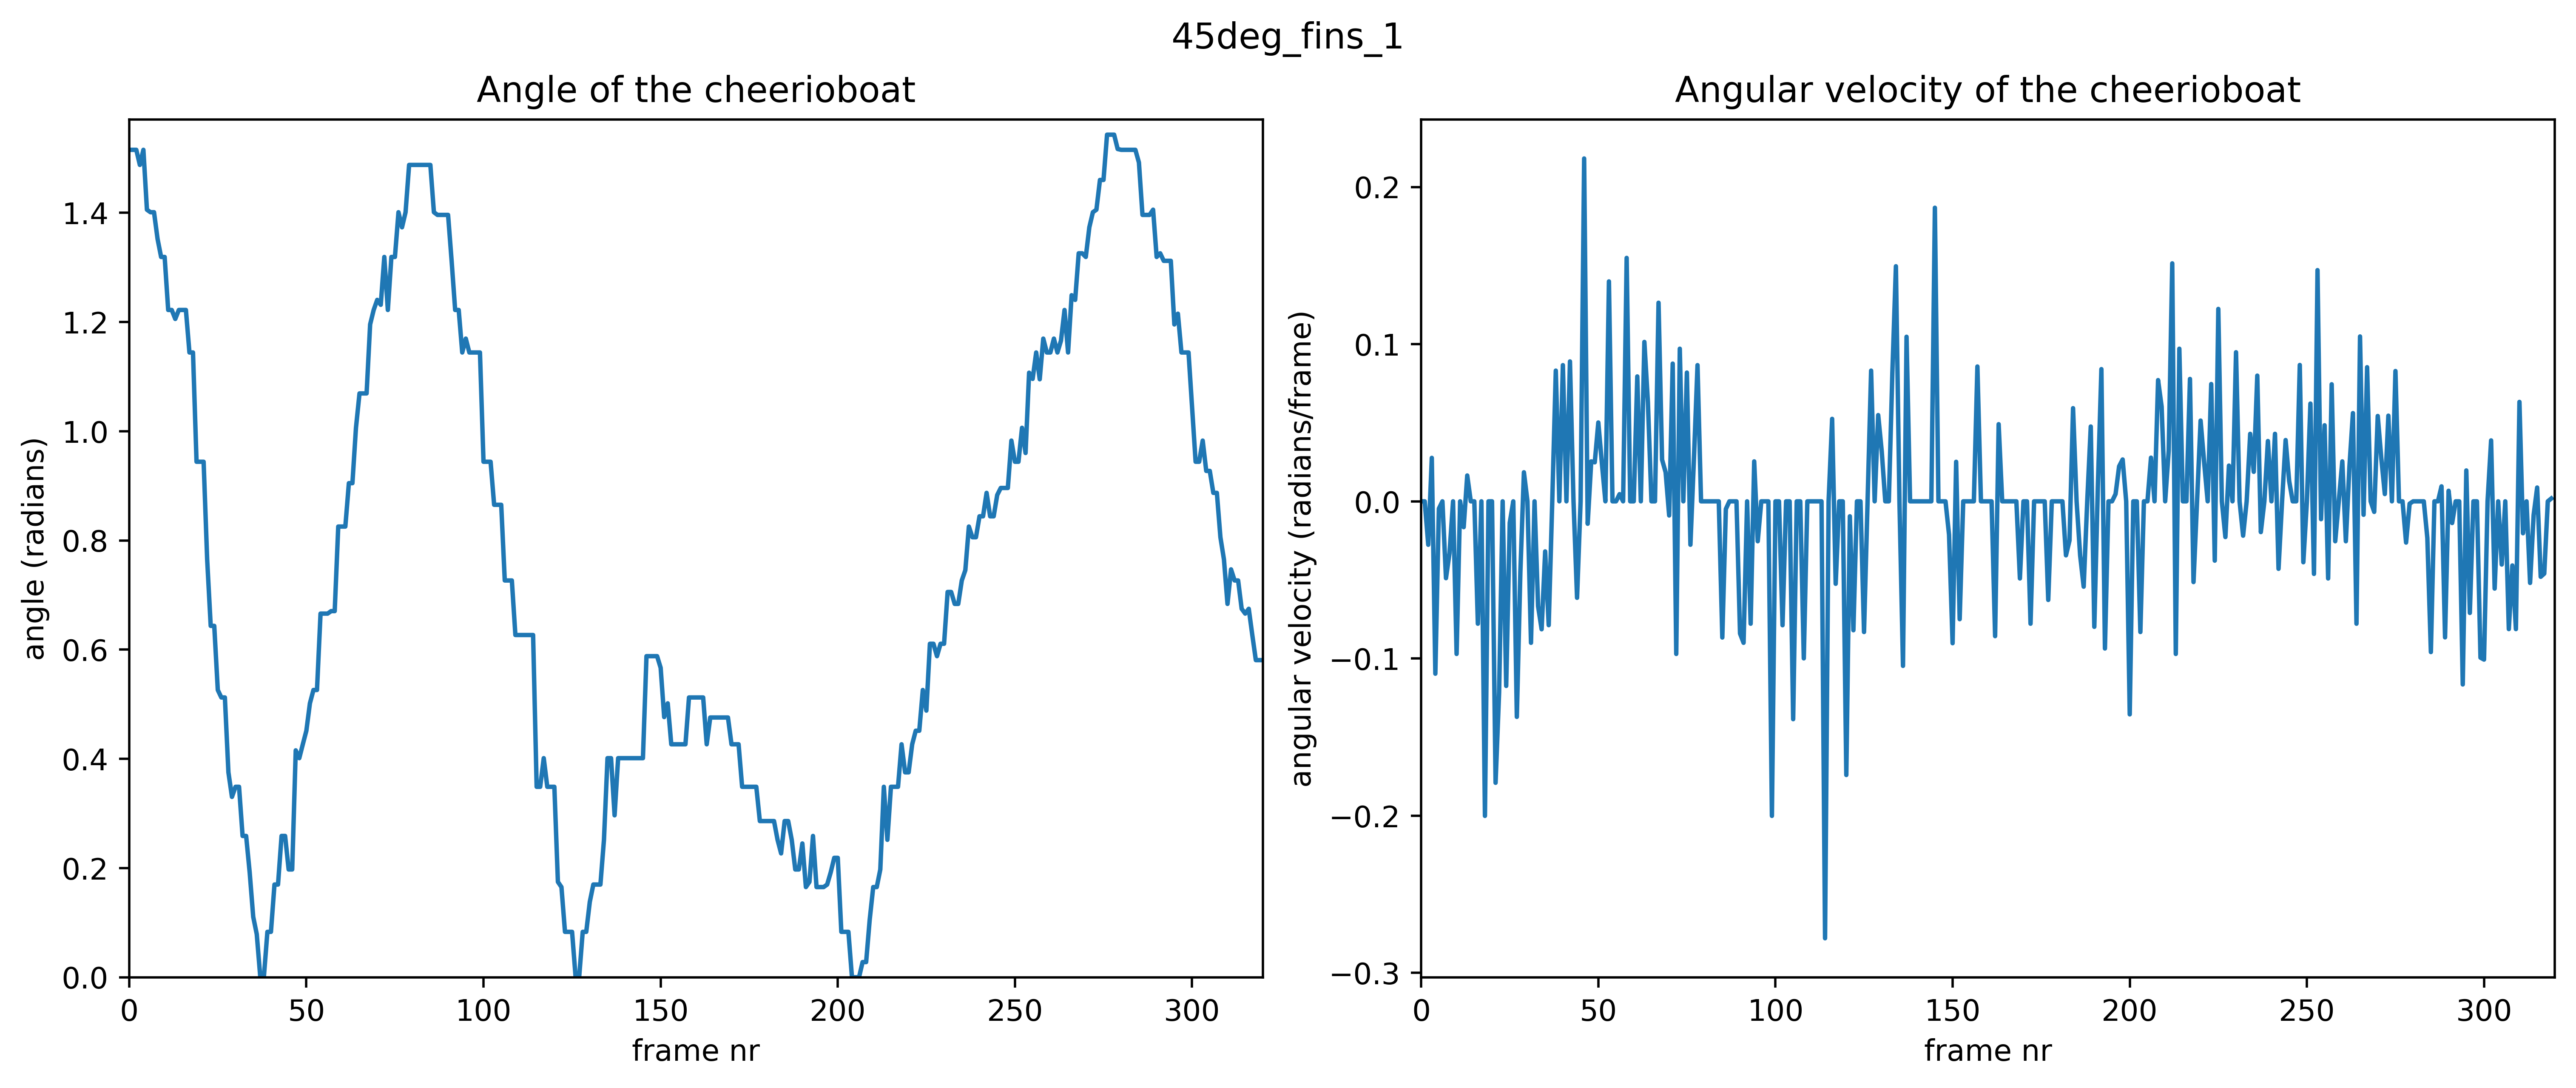 45deg_fins_1
Angle of the cheerioboat
angle (radians)
1.4
1.2
1.0
0.8
0.6
0.4
0.2
0.0
0 50 100 150 200 250 300
frame nr
Angular velocity of the cheerioboat
angular velocity (radians/frame)
0.2
0.1
0.0
−0.1
−0.2
−0.3
0 50 100 150 200 250 300
frame nr